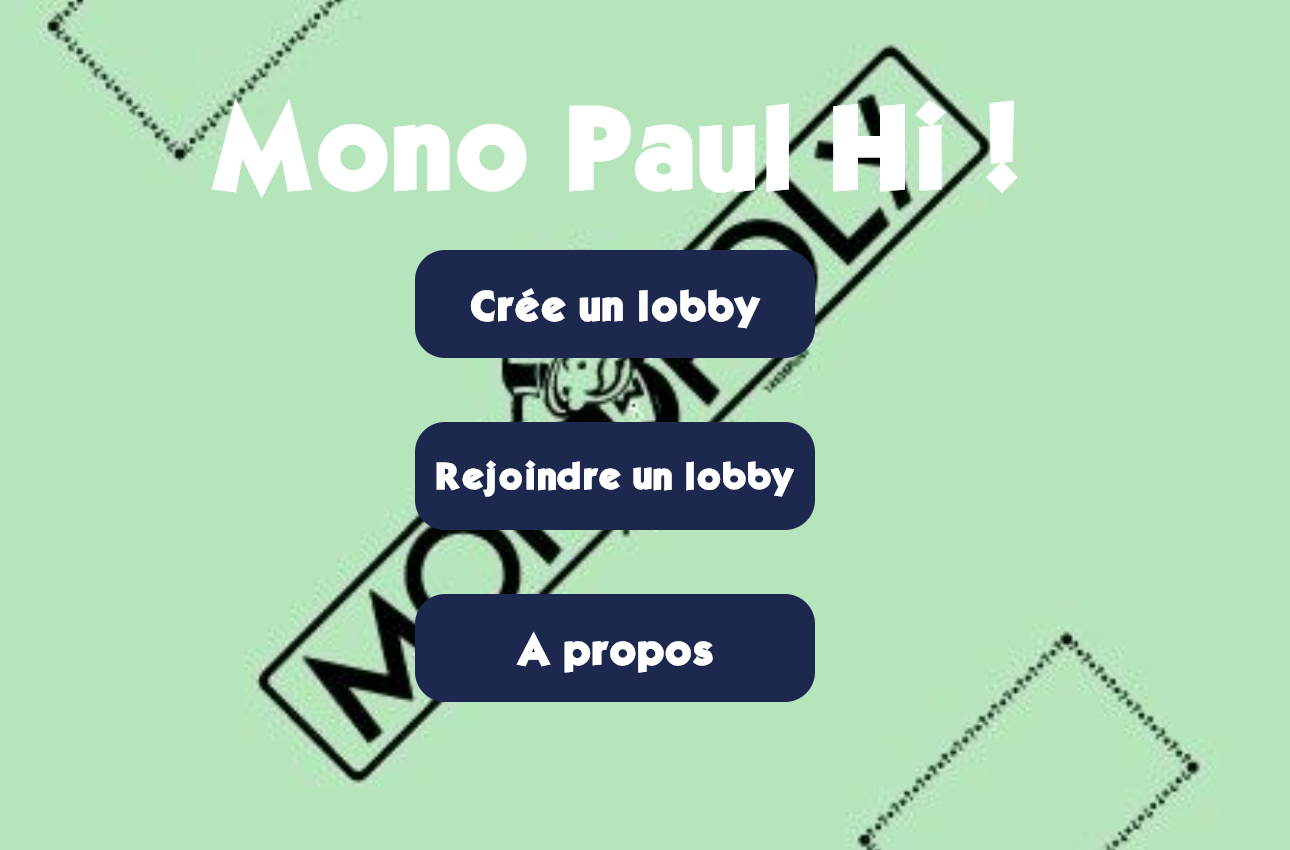 Mono Paul Hi !
Crée un lobby
Rejoindre un lobby
A propos